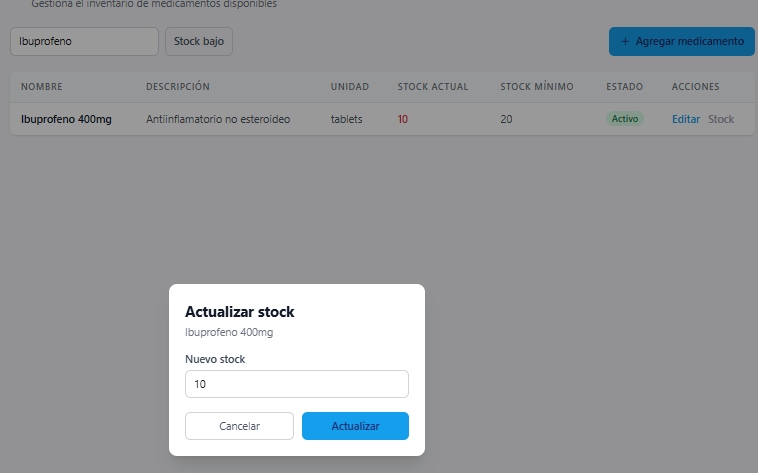 Gestiona el inventario de medicamentos disponibles
Ibuprofeno Stock bajo + Agregar medicamento
NOMBRE DESCRIPCIÓN UNIDAD STOCK ACTUAL STOCK MÍNIMO ESTADO ACCIONES
Ibuprofeno 400mg Antiinflamatorio no esteroideo tablets 10 20 Activo Editar Stock
Actualizar stock
Ibuprofeno 400mg
Nuevo stock
10
Cancelar Actualizar